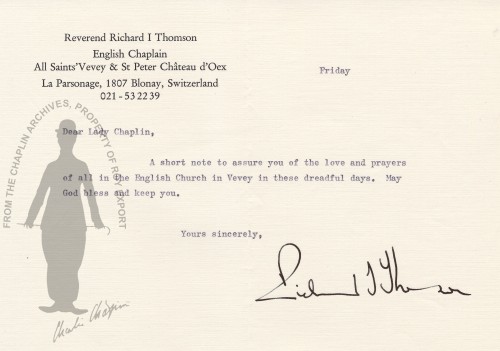 Reverend Richard I Thomson
English Chaplain
All Saints' Vevey & St Peter Château d'Oex
La Parsonage, 1807 Blonay, Switzerland
021-532239
Friday
Dear Lady Chaplin,
A short note to assure you of the love and prayers
of all in the English Church in Vevey in these dreadful days. May
God bless and keep you.
Yours sincerely,
Richard I Thomson
FROM THE CHAPLIN ARCHIVES, PROPERTY OF ROY EXPORT
Charlie Chaplin